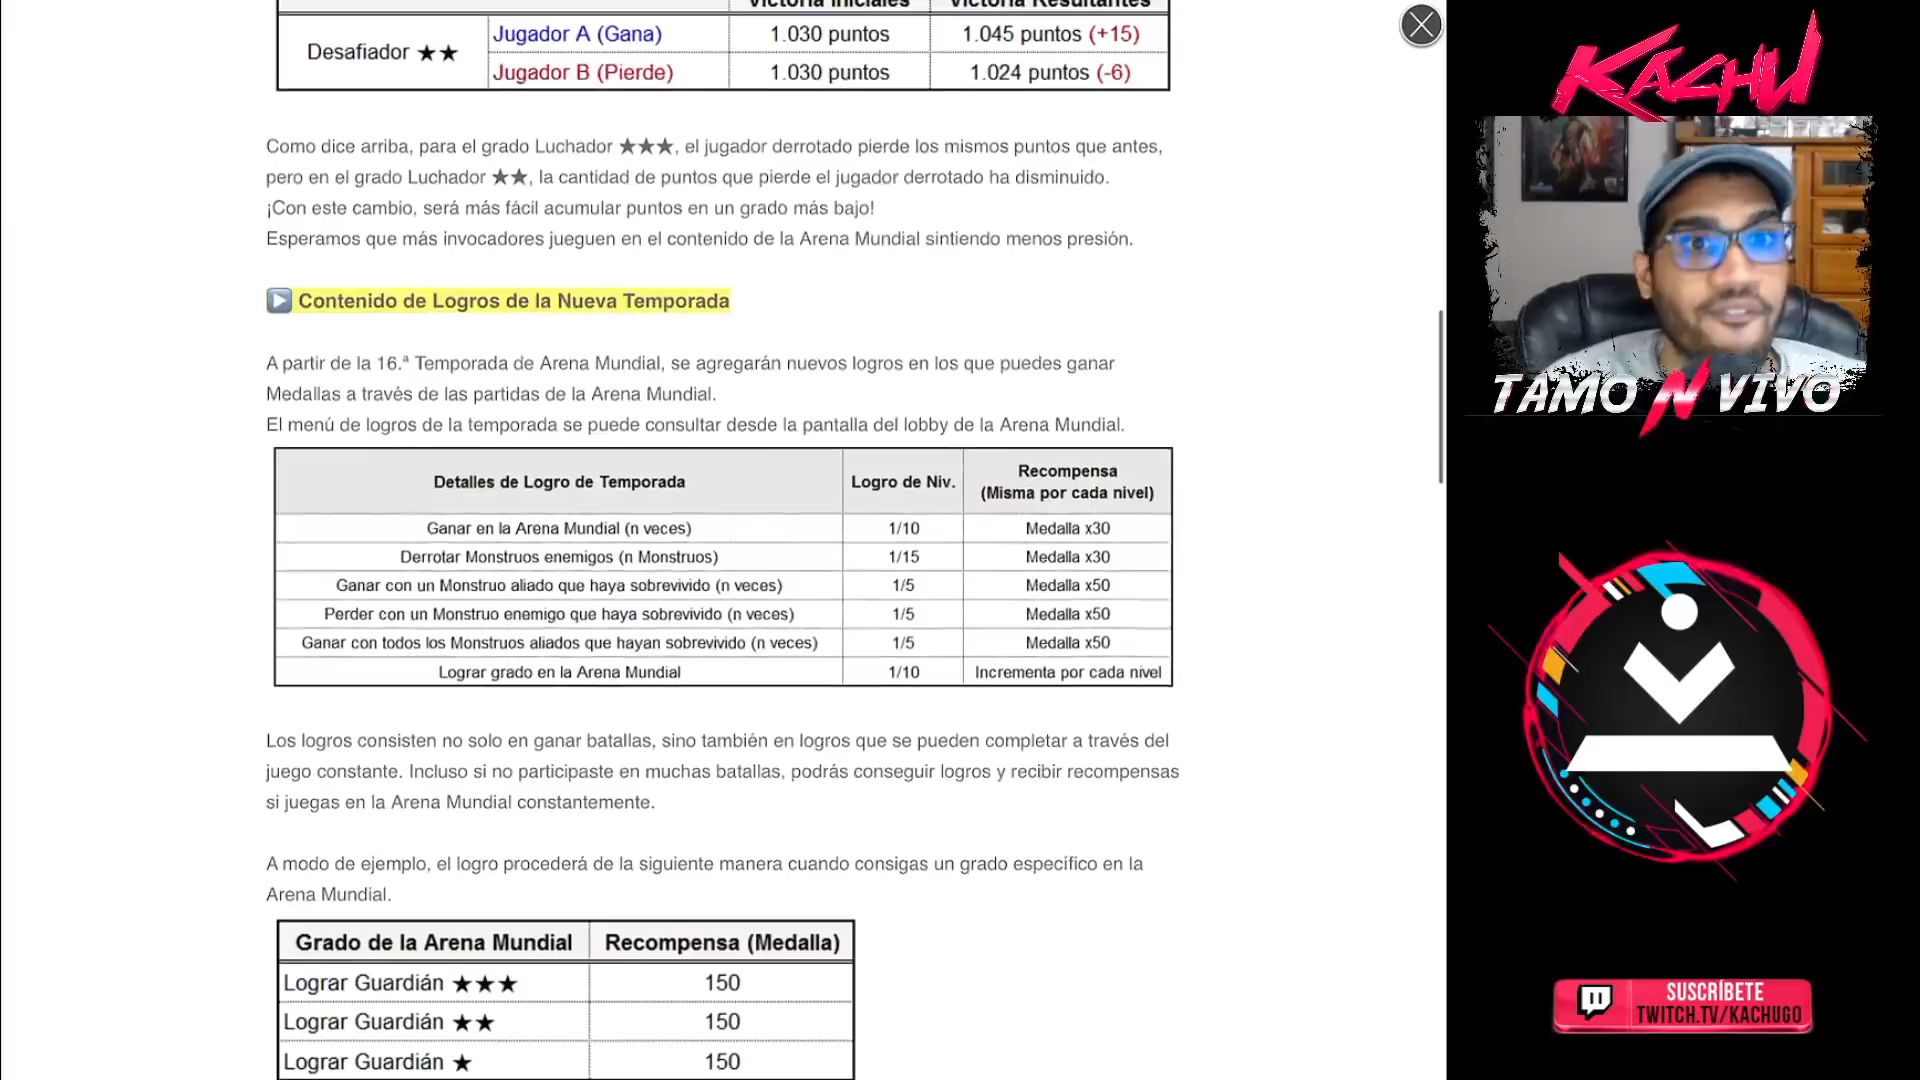 Victoria Iniciales Victoria Resultantes
Desafiador ★★
Jugador A (Gana) 1.030 puntos 1.045 puntos (+15)
Jugador B (Pierde) 1.030 puntos 1.024 puntos (-6)
Como dice arriba, para el grado Luchador ★★★, el jugador derrotado pierde los mismos puntos que antes,
pero en el grado Luchador ★★, la cantidad de puntos que pierde el jugador derrotado ha disminuido.
¡Con este cambio, será más fácil acumular puntos en un grado más bajo!
Esperamos que más invocadores jueguen en el contenido de la Arena Mundial sintiendo menos presión.
Contenido de Logros de la Nueva Temporada
A partir de la 16.ª Temporada de Arena Mundial, se agregarán nuevos logros en los que puedes ganar
Medallas a través de las partidas de la Arena Mundial.
El menú de logros de la temporada se puede consultar desde la pantalla del lobby de la Arena Mundial.
Detalles de Logro de Temporada Logro de Niv. Recompensa
(Misma por cada nivel)
Ganar en la Arena Mundial (n veces) 1/10 Medalla x30
Derrotar Monstruos enemigos (n Monstruos) 1/15 Medalla x30
Ganar con un Monstruo aliado que haya sobrevivido (n veces) 1/5 Medalla x50
Perder con un Monstruo enemigo que haya sobrevivido (n veces) 1/5 Medalla x50
Ganar con todos los Monstruos aliados que hayan sobrevivido (n veces) 1/5 Medalla x50
Lograr grado en la Arena Mundial 1/10 Incrementa por cada nivel
Los logros consisten no solo en ganar batallas, sino también en logros que se pueden completar a través del
juego constante. Incluso si no participaste en muchas batallas, podrás conseguir logros y recibir recompensas
si juegas en la Arena Mundial constantemente.
A modo de ejemplo, el logro procederá de la siguiente manera cuando consigas un grado específico en la
Arena Mundial.
Grado de la Arena Mundial Recompensa (Medalla)
Lograr Guardián ★★★ 150
Lograr Guardián ★★ 150
Lograr Guardián ★ 150
KACHU
TAMO N VIVO
SUSCRÍBETE
TWITCH.TV/KACHUGO